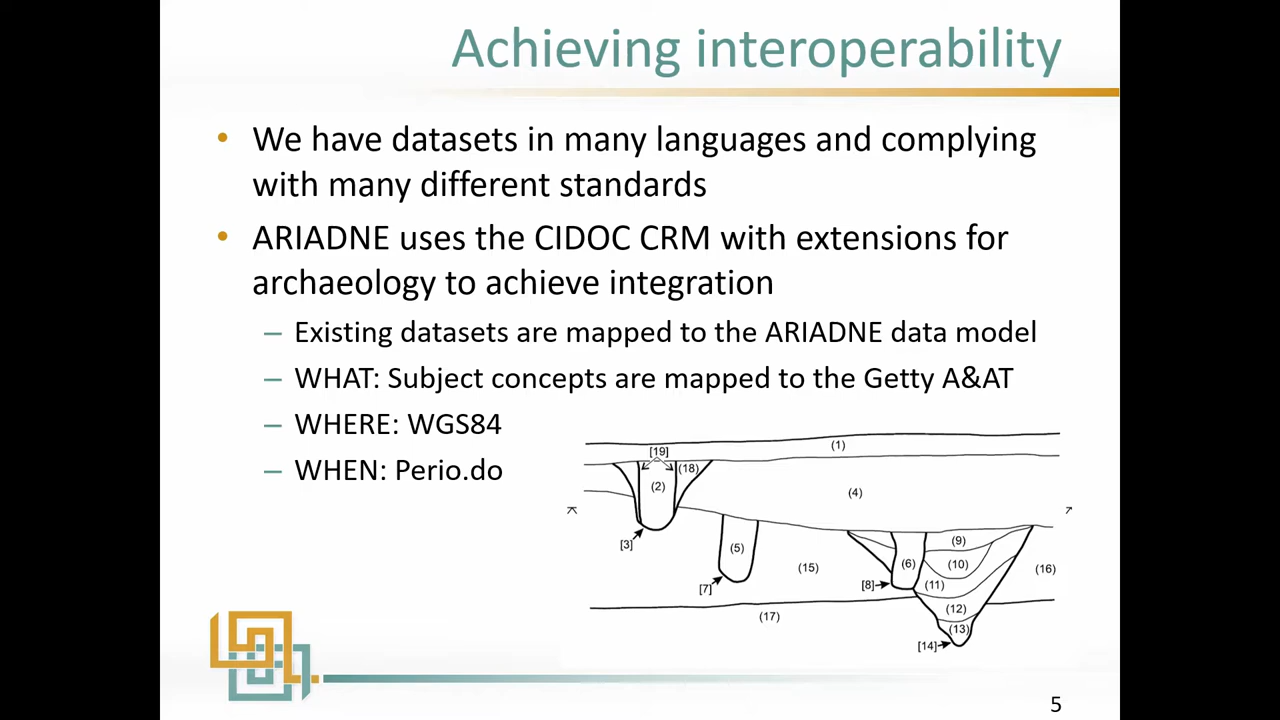 Achieving interoperability
• We have datasets in many languages and complying
with many different standards
• ARIADNE uses the CIDOC CRM with extensions for
archaeology to achieve integration
– Existing datasets are mapped to the ARIADNE data model
– WHAT: Subject concepts are mapped to the Getty A&AT
– WHERE: WGS84
– WHEN: Perio.do
(1)
[19]
(18)
(2)
(4)
[3]
(5)
(9)
(6)
(10)
(15)
(16)
[7]
[8]
(11)
(12)
(17)
(13)
[14]
5